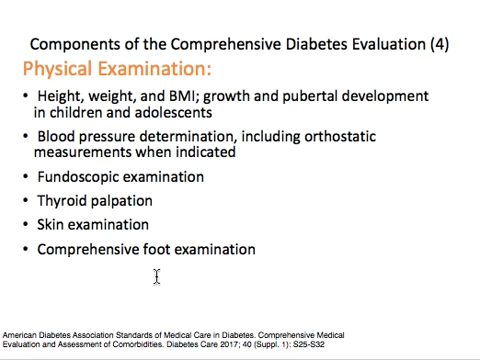 Components of the Comprehensive Diabetes Evaluation (4)
Physical Examination:
• Height, weight, and BMI; growth and pubertal development
in children and adolescents
• Blood pressure determination, including orthostatic
measurements when indicated
• Fundoscopic examination
• Thyroid palpation
• Skin examination
• Comprehensive foot examination
American Diabetes Association Standards of Medical Care in Diabetes. Comprehensive Medical
Evaluation and Assessment of Comorbidities. Diabetes Care 2017; 40 (Suppl. 1): S25-S32